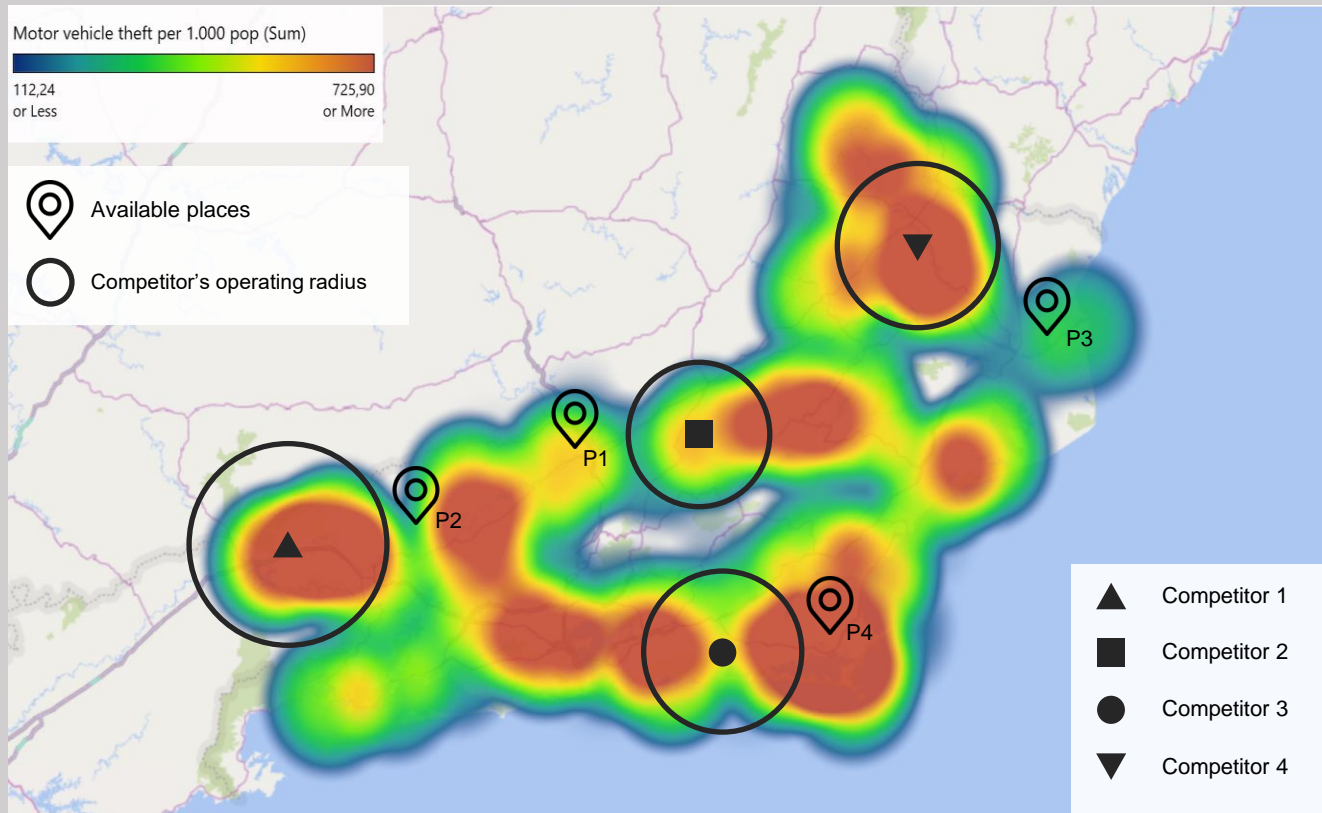 Motor vehicle theft per 1.000 pop (Sum)
112,24 725,90
or Less or More
Available places
Competitor's operating radius
P3
P1
P2
P4
Competitor 1
Competitor 2
Competitor 3
Competitor 4